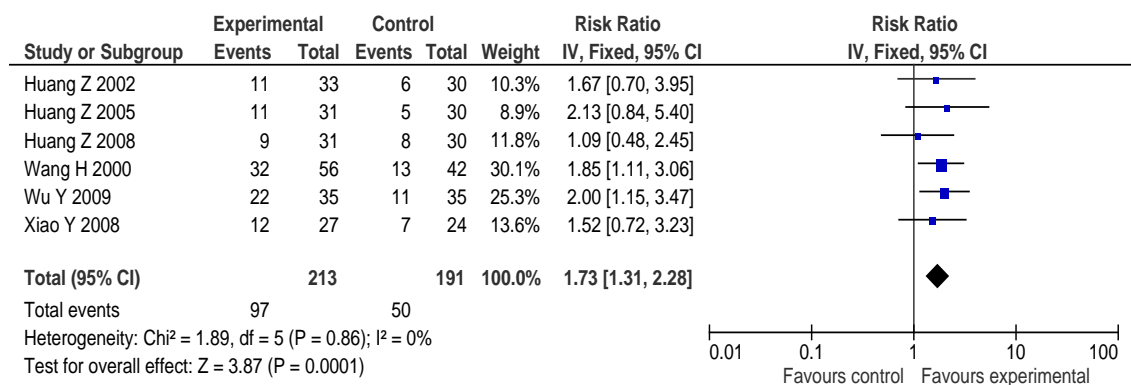 Experimental Control Risk Ratio Risk Ratio
Study or Subgroup Events Total Events Total Weight IV, Fixed, 95% CI IV, Fixed, 95% CI
Huang Z 2002 11 33 6 30 10.3% 1.67 [0.70, 3.95]
Huang Z 2005 11 31 5 30 8.9% 2.13 [0.84, 5.40]
Huang Z 2008 9 31 8 30 11.8% 1.09 [0.48, 2.45]
Wang H 2000 32 56 13 42 30.1% 1.85 [1.11, 3.06]
Wu Y 2009 22 35 11 35 25.3% 2.00 [1.15, 3.47]
Xiao Y 2008 12 27 7 24 13.6% 1.52 [0.72, 3.23]
Total (95% CI) 213 191 100.0% 1.73 [1.31, 2.28]
Total events 97 50
Heterogeneity: Chi² = 1.89, df = 5 (P = 0.86); I² = 0%
Test for overall effect: Z = 3.87 (P = 0.0001)
0.01 0.1 1 10 100
Favours control Favours experimental